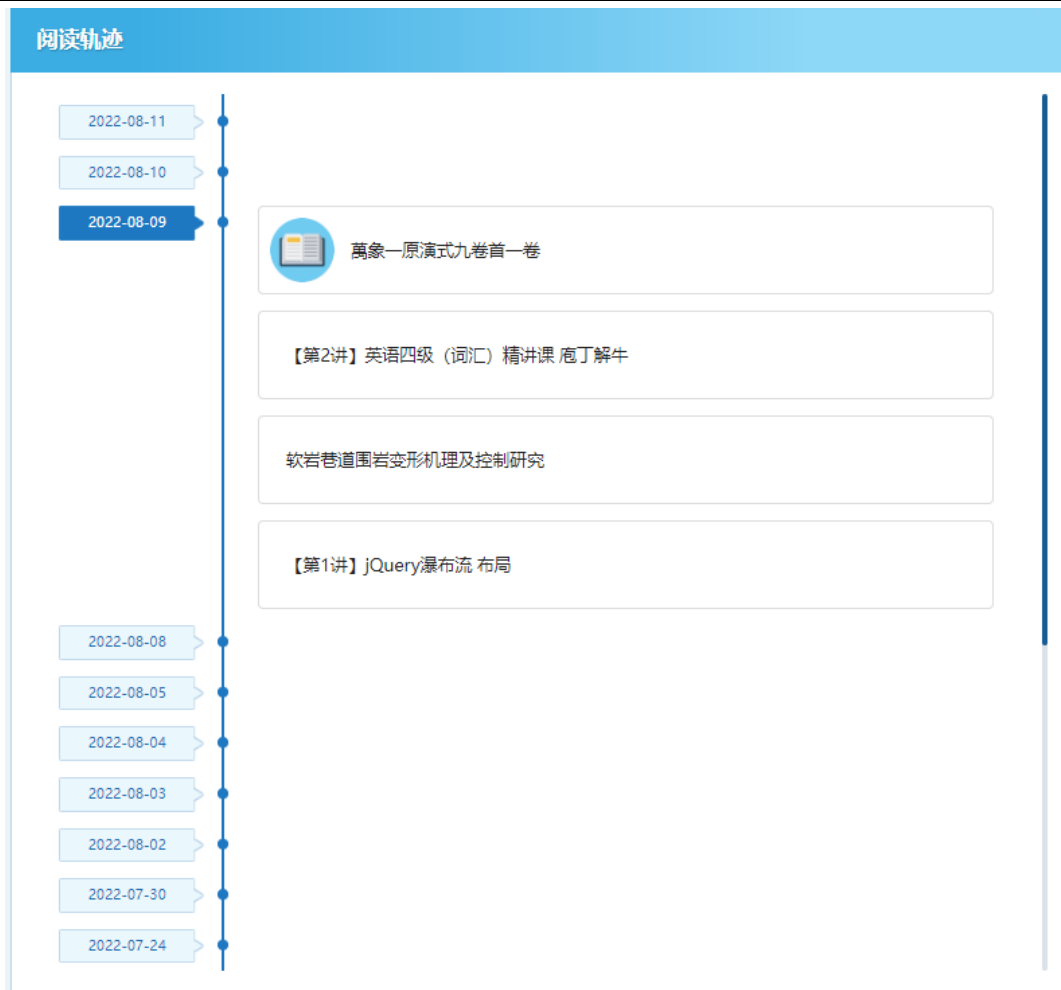 阅读轨迹
2022-08-11
2022-08-10
2022-08-09
萬象一原演式九卷首一卷
【第2讲】英语四级（词汇）精讲课 庖丁解牛
软岩巷道围岩变形机理及控制研究
【第1讲】jQuery瀑布流 布局
2022-08-08
2022-08-05
2022-08-04
2022-08-03
2022-08-02
2022-07-30
2022-07-24